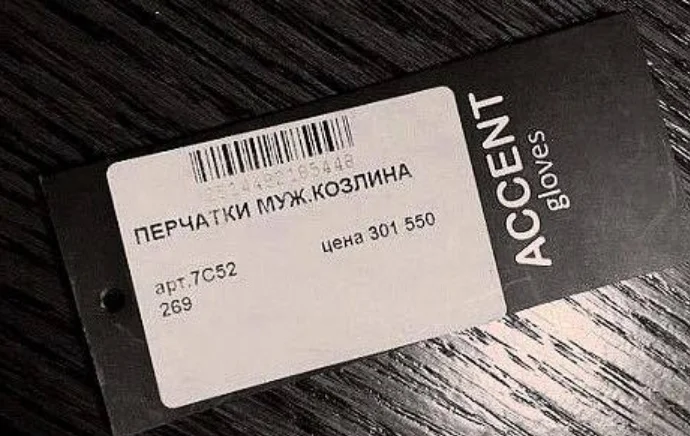 ПЕРЧАТКИ МУЖ.КОЗЛИНА
цена 301 550
арт.7С52
269
ACCENT
gloves